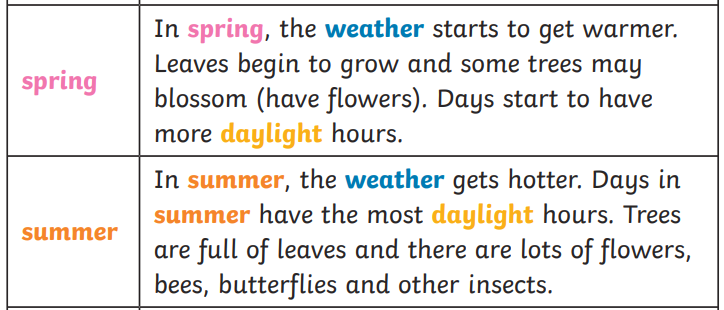 spring
In spring, the weather starts to get warmer.
Leaves begin to grow and some trees may
blossom (have flowers). Days start to have
more daylight hours.
summer
In summer, the weather gets hotter. Days in
summer have the most daylight hours. Trees
are full of leaves and there are lots of flowers,
bees, butterflies and other insects.